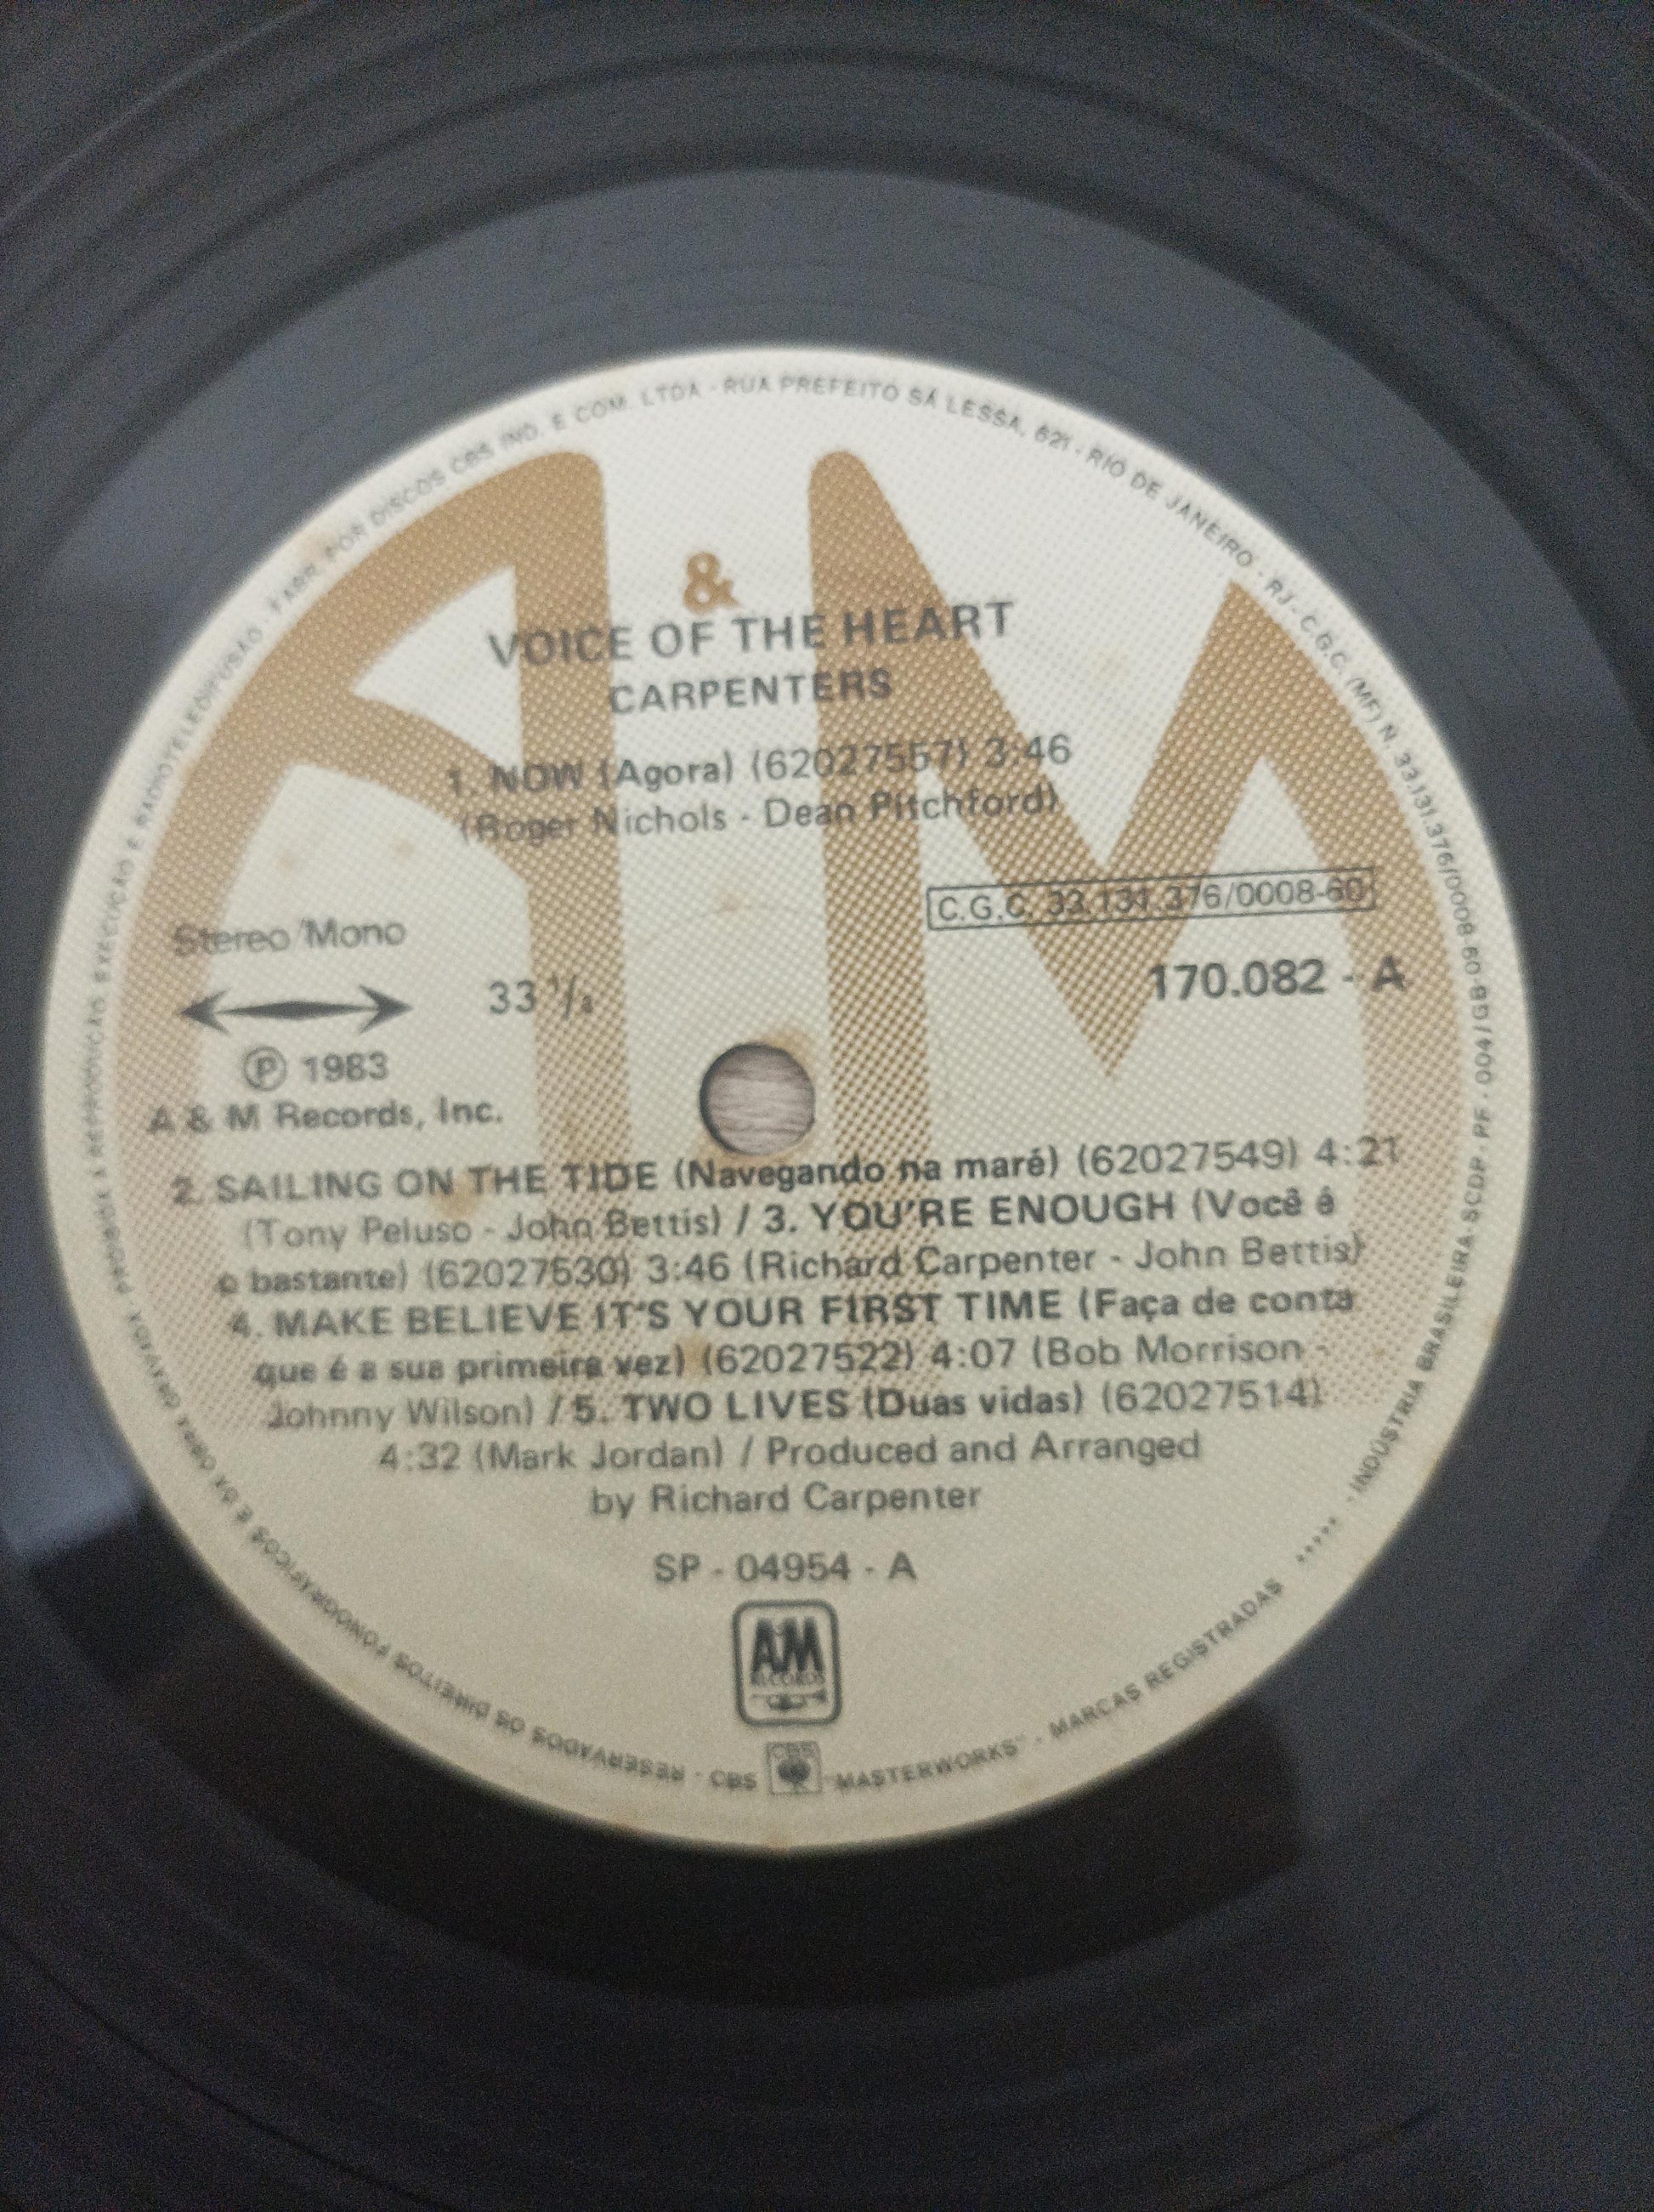 &
VOICE OF THE HEART
CARPENTERS
1. NOW (Agora) (62027557) 3:46
(Roger Nichols - Dean Pitchford)
C.G.C. 33.131.376/0008-60
Stereo/Mono
170.082 - A
33 1/3
Ⓟ 1983
A & M Records, Inc.
2. SAILING ON THE TIDE (Navegando na maré) (62027549) 4:21
(Tony Peluso - John Bettis) / 3. YOU'RE ENOUGH (Você é
o bastante) (62027530) 3:46 (Richard Carpenter - John Bettis)
4. MAKE BELIEVE IT'S YOUR FIRST TIME (Faça de conta
que é a sua primeira vez) (62027522) 4:07 (Bob Morrison -
Johnny Wilson) / 5. TWO LIVES (Duas vidas) (62027514)
4:32 (Mark Jordan) / Produced and Arranged
by Richard Carpenter
SP - 04954 - A
A&M
RECORDS
CBS "MASTERWORKS" - MARCAS REGISTRADAS
RESERVADOS OS DIREITOS FONOGRÁFICOS E DA OBRA GRAVADA. PROIBIDA A REPRODUÇÃO EXECUÇÃO E RADIOTELEDIFUSÃO - FABR. POR DISCOS CBS IND. E COM. LTDA - RUA PREFEITO SÁ LESSA, 621 - RIO DE JANEIRO - RJ - C.G.C. (MF) N. 33.131.376/0008-60 - INDÚSTRIA BRASILEIRA SCDP. PF. 004/GB